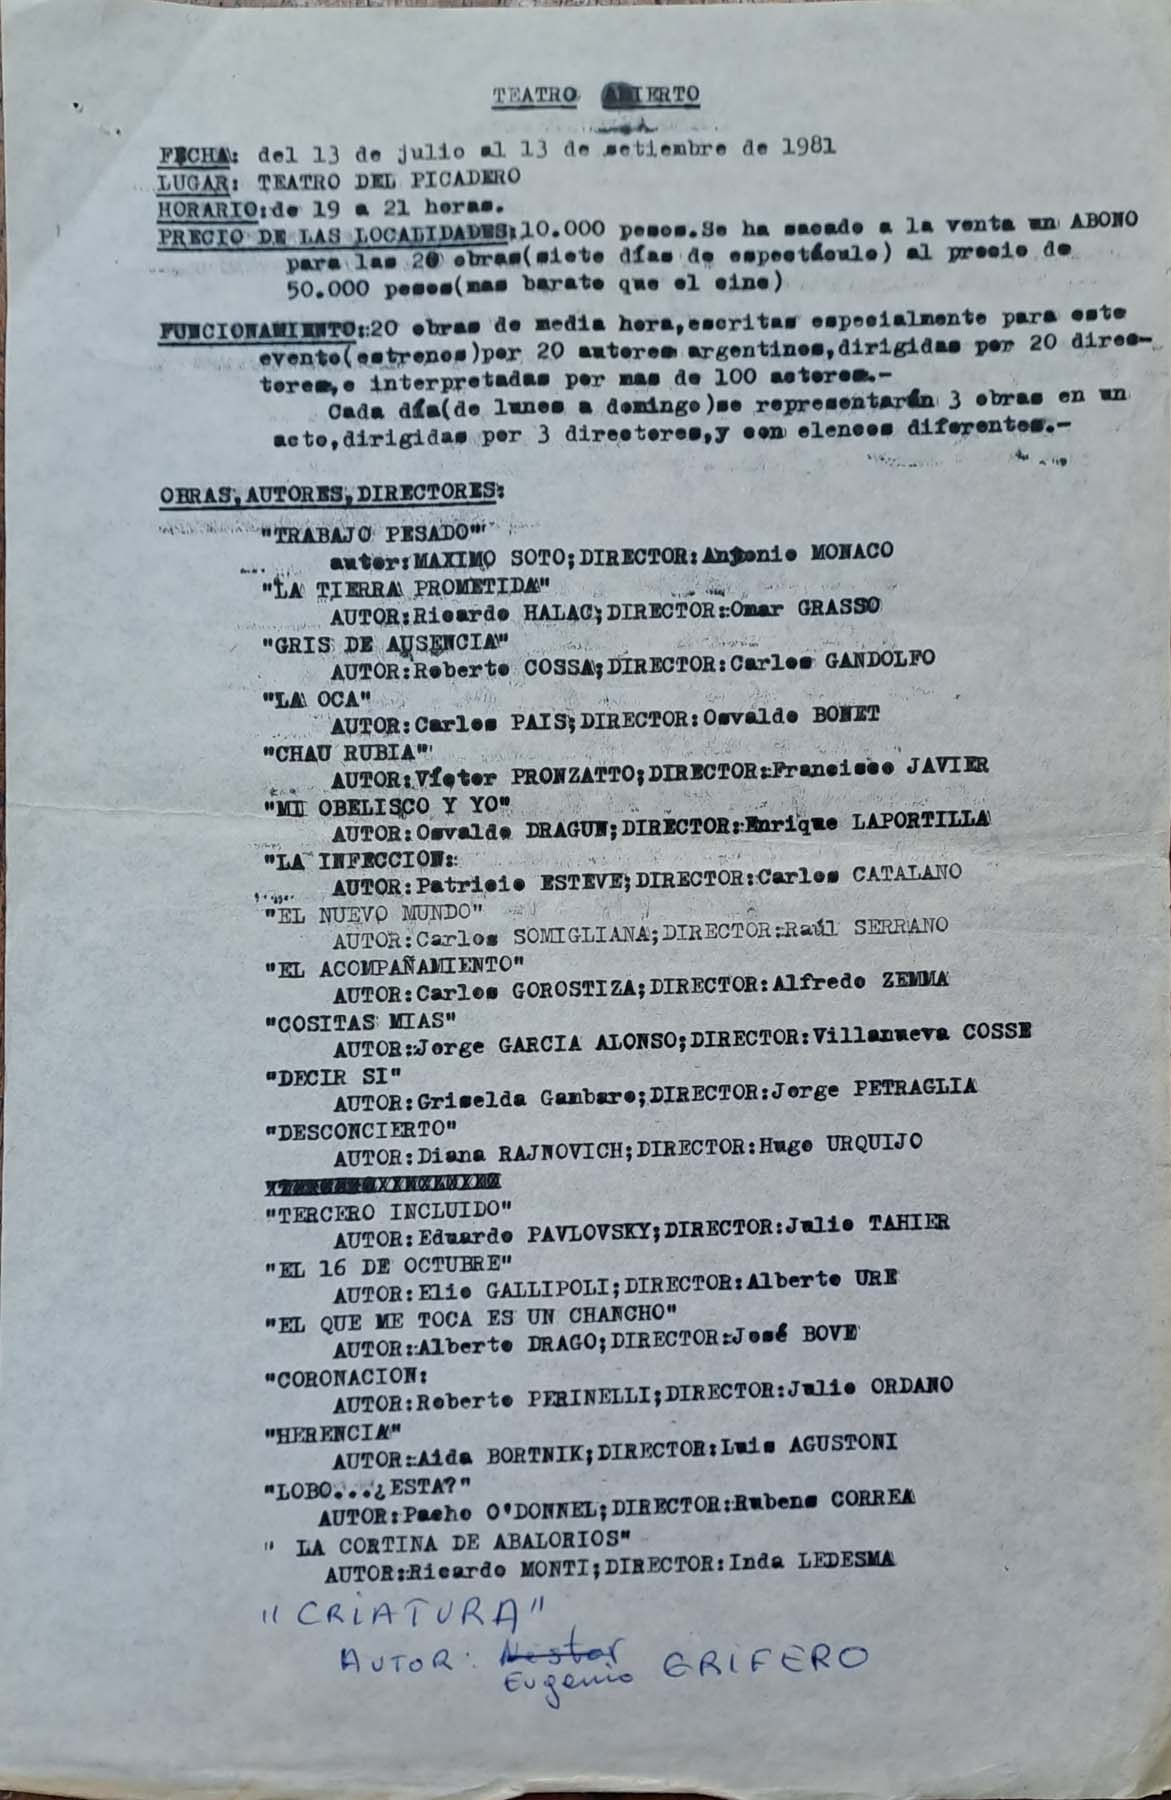 TEATRO ABIERTO
FECHA: del 13 de julio al 13 de setiembre de 1981
LUGAR: TEATRO DEL PICADERO
HORARIO:de 19 a 21 horas.
PRECIO DE LAS LOCALIDADES:10.000 pesos.Se ha sacado a la venta un ABONO
para las 20 obras(siete días de espectáculo) al precio de
50.000 pesos(mas barato que el cine)
FUNCIONAMIENTO:20 obras de media hora,escritas especialmente para este
evento(estrenos)por 20 autores argentinos,dirigidas por 20 direc-
tores,e interpretadas por mas de 100 actores.-
Cada día(de lunes a domingo)se representarán 3 obras en un
acto,dirigidas por 3 directores,y con elencos diferentes.-
OBRAS,AUTORES,DIRECTORES:
"TRABAJO PESADO"
autor:MAXIMO SOTO;DIRECTOR:Antonio MONACO
"LA TIERRA PROMETIDA"
AUTOR:Ricardo HALAC;DIRECTOR:Omar GRASSO
"GRIS DE AUSENCIA"
AUTOR:Roberto COSSA;DIRECTOR:Carlos GANDOLFO
"LA OCA"
AUTOR:Carlos PAIS;DIRECTOR:Osvaldo BONET
"CHAU RUBIA"
AUTOR:Víctor PRONZATTO;DIRECTOR:Francisco JAVIER
"MI OBELISCO Y YO"
AUTOR:Osvaldo DRAGUN;DIRECTOR:Enrique LAPORTILLA
"LA INFECCION:
AUTOR:Patricio ESTEVE;DIRECTOR:Carlos CATALANO
"EL NUEVO MUNDO"
AUTOR:Carlos SOMIGLIANA;DIRECTOR:Raúl SERRANO
"EL ACOMPAÑAMIENTO"
AUTOR:Carlos GOROSTIZA;DIRECTOR:Alfredo ZEMMA
"COSITAS MIAS"
AUTOR:Jorge GARCIA ALONSO;DIRECTOR:Villanueva COSSE
"DECIR SI"
AUTOR:Griselda Gambaro;DIRECTOR:Jorge PETRAGLIA
"DESCONCIERTO"
AUTOR:Diana RAJNOVICH;DIRECTOR:Hugo URQUIJO
"TERCERO INCLUIDO"
AUTOR:Eduardo PAVLOVSKY;DIRECTOR:Julio TAHIER
"EL 16 DE OCTUBRE"
AUTOR:Elio GALLIPOLI;DIRECTOR:Alberto URE
"EL QUE ME TOCA ES UN CHANCHO"
AUTOR:Alberto DRAGO;DIRECTOR:José BOVE
"CORONACION:
AUTOR:Roberto PERINELLI;DIRECTOR:Julio ORDANO
"HERENCIA"
AUTOR:Aida BORTNIK;DIRECTOR:Luis AGUSTONI
"LOBO...¿ESTA?"
AUTOR:Pacho O'DONNEL;DIRECTOR:Rubens CORREA
" LA CORTINA DE ABALORIOS"
AUTOR:Ricardo MONTI;DIRECTOR:Inda LEDESMA
"CRIATURA"
AUTOR: Nestor
Eugenio GRIFERO